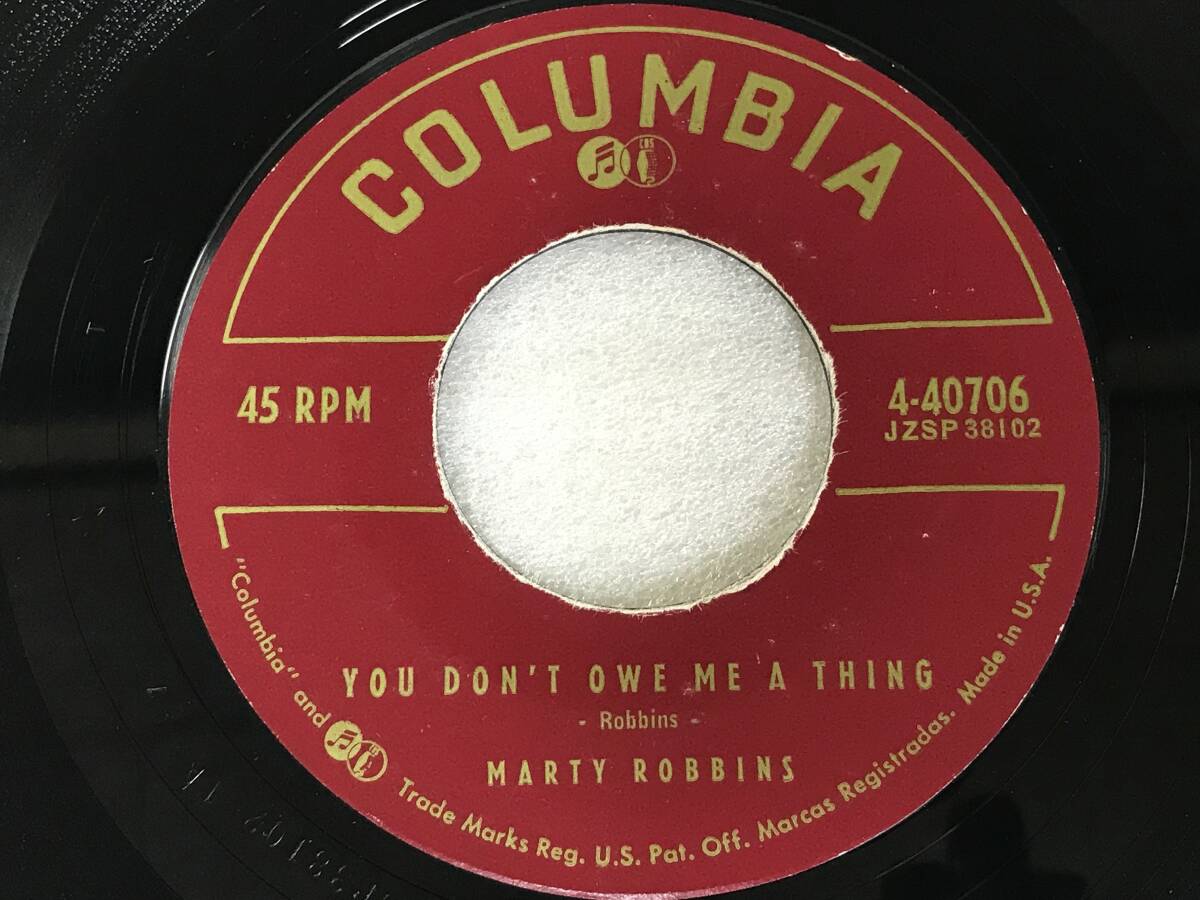 COLUMBIA
CBS
45 RPM
4-40706
JZSP 38102
YOU DON'T OWE ME A THING
- Robbins -
MARTY ROBBINS
"Columbia" and Trade Marks Reg. U.S. Pat. Off. Marcas Registradas. Made in U.S.A.